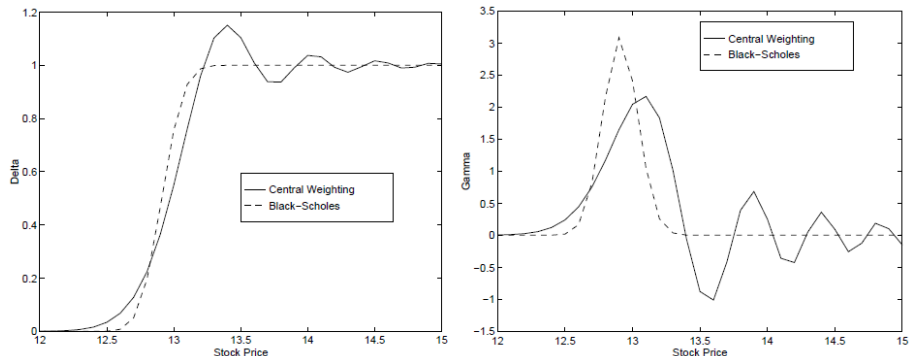 1.2
1
0.8
0.6
0.4
0.2
0
Delta
Central Weighting
Black-Scholes
12 12.5 13 13.5 14 14.5 15
Stock Price
3.5
3
2.5
2
1.5
1
0.5
0
-0.5
-1
-1.5
Gamma
Central Weighting
Black-Scholes
12 12.5 13 13.5 14 14.5 15
Stock Price